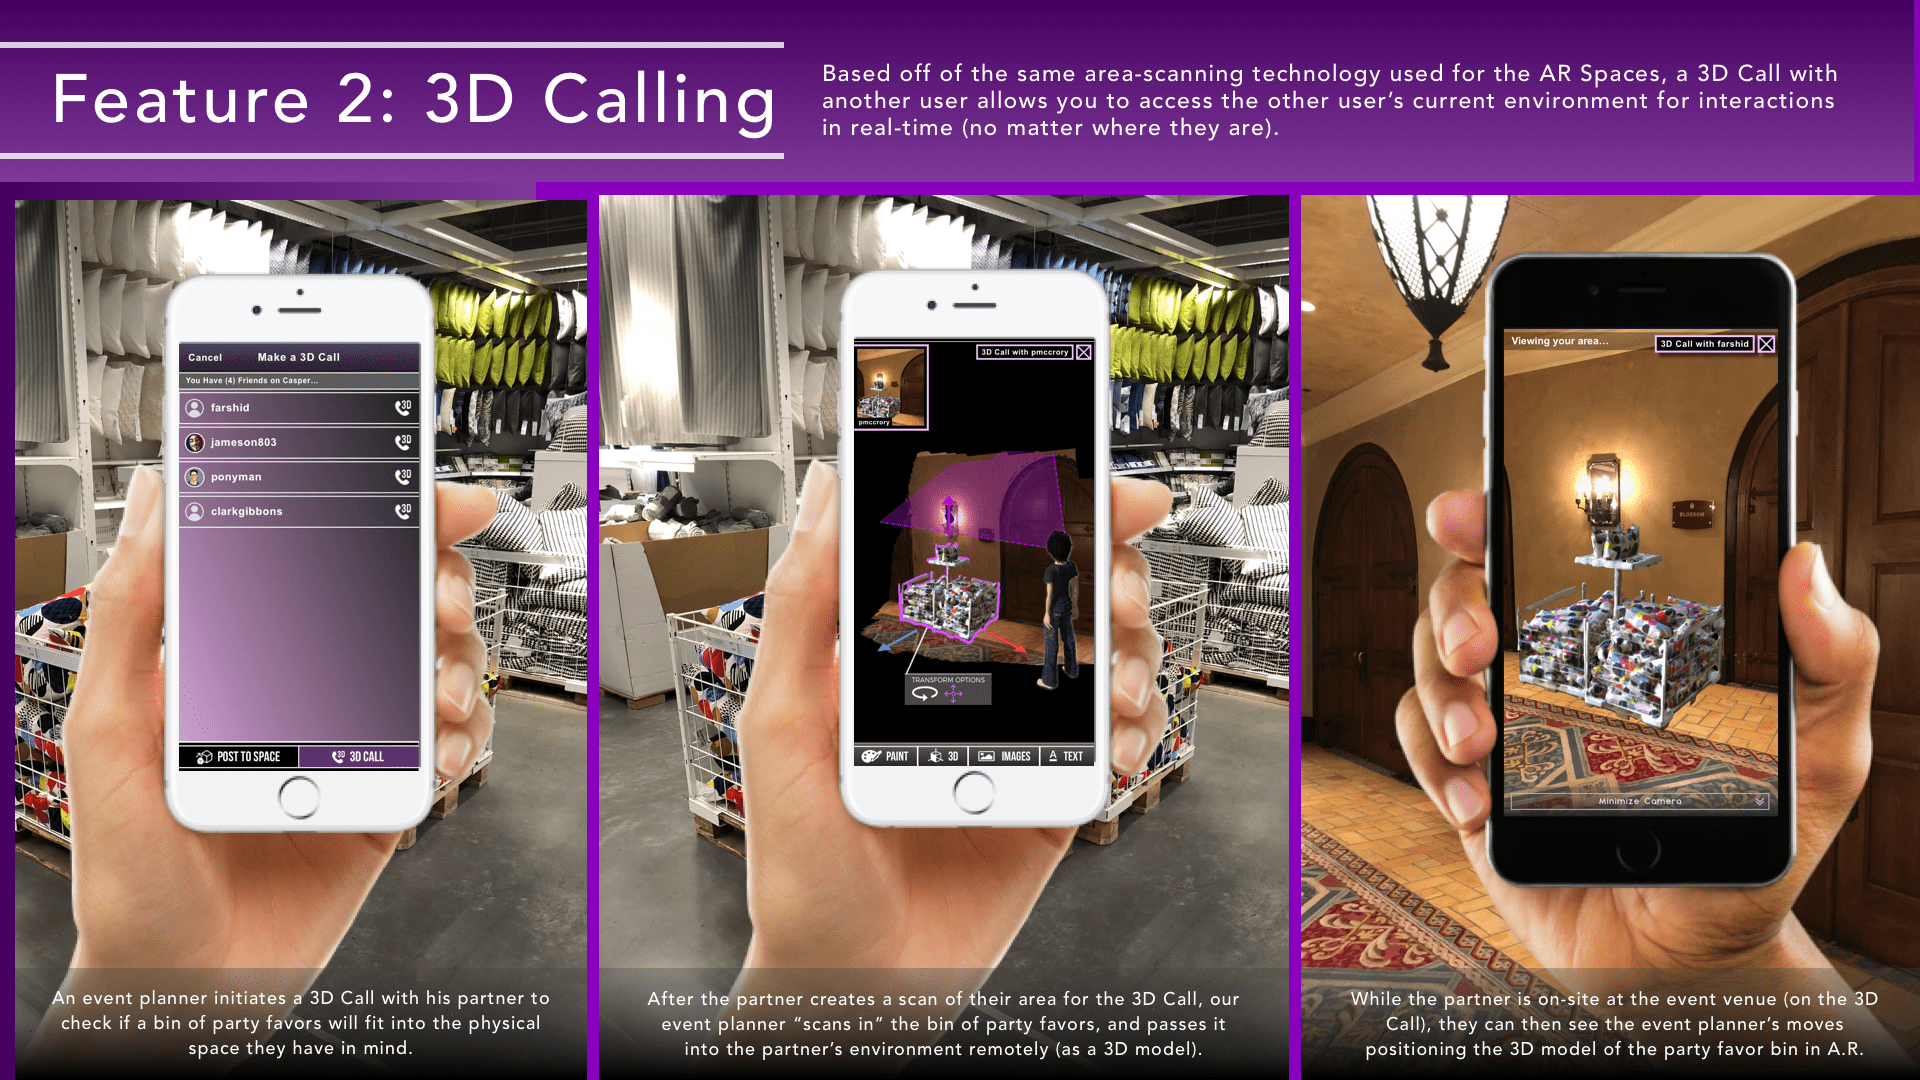 Feature 2: 3D Calling
Based off of the same area-scanning technology used for the AR Spaces, a 3D Call with
another user allows you to access the other user's current environment for interactions
in real-time (no matter where they are).
Cancel
Make a 3D Call
You Have (4) Friends on Casper...
farshid
3D
jameson803
3D
ponyman
3D
clarkgibbons
3D
POST TO SPACE
3D
3D CALL
An event planner initiates a 3D Call with his partner to
check if a bin of party favors will fit into the physical
space they have in mind.
3D Call with pmccrory
pmccrory
TRANSFORM OPTIONS
PAINT
3D
IMAGES
A TEXT
After the partner creates a scan of their area for the 3D Call, our
event planner "scans in" the bin of party favors, and passes it
into the partner's environment remotely (as a 3D model).
Viewing your area...
3D Call with farshid
BLOSSOM
Minimize Camera
While the partner is on-site at the event venue (on the 3D
Call), they can then see the event planner's moves
positioning the 3D model of the party favor bin in A.R.